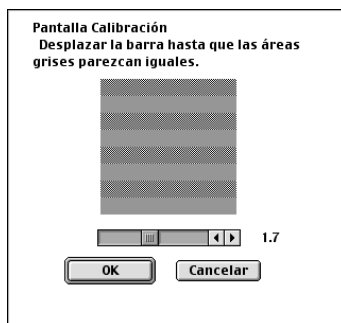 Pantalla Calibración
Desplazar la barra hasta que las áreas
grises parezcan iguales.
1.7
OK
Cancelar